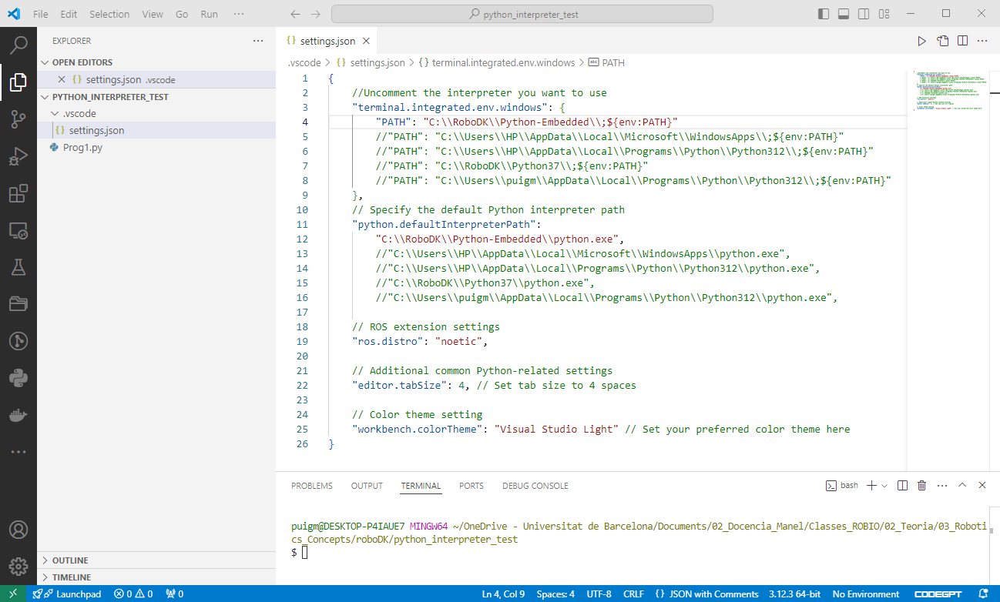 File Edit Selection View Go Run ···
python_interpreter_test
EXPLORER
OPEN EDITORS
{} settings.json .vscode
PYTHON_INTERPRETER_TEST
.vscode
{} settings.json
Prog1.py
OUTLINE
TIMELINE
{} settings.json
.vscode > {} settings.json > {} terminal.integrated.env.windows > abc PATH
1 {
2 //Uncomment the interpreter you want to use
3 "terminal.integrated.env.windows": {
4 "PATH": "C:\\RoboDK\\Python-Embedded\\;${env:PATH}"
5 //"PATH": "C:\\Users\\HP\\AppData\\Local\\Microsoft\\WindowsApps\\;${env:PATH}"
6 //"PATH": "C:\\Users\\HP\\AppData\\Local\\Programs\\Python\\Python312\\;${env:PATH}"
7 //"PATH": "C:\\RoboDK\\Python37\\;${env:PATH}"
8 //"PATH": "C:\\Users\\puigm\\AppData\\Local\\Programs\\Python\\Python312\\;${env:PATH}"
9 },
10 // Specify the default Python interpreter path
11 "python.defaultInterpreterPath":
12 "C:\\RoboDK\\Python-Embedded\\python.exe",
13 //"C:\\Users\\HP\\AppData\\Local\\Microsoft\\WindowsApps\\python.exe",
14 //"C:\\Users\\HP\\AppData\\Local\\Programs\\Python\\Python312\\python.exe",
15 //"C:\\RoboDK\\Python37\\python.exe",
16 //"C:\\Users\\puigm\\AppData\\Local\\Programs\\Python\\Python312\\python.exe",
17
18 // ROS extension settings
19 "ros.distro": "noetic",
20
21 // Additional common Python-related settings
22 "editor.tabSize": 4, // Set tab size to 4 spaces
23
24 // Color theme setting
25 "workbench.colorTheme": "Visual Studio Light" // Set your preferred color theme here
26 }
PROBLEMS OUTPUT TERMINAL PORTS DEBUG CONSOLE
bash
puigm@DESKTOP-P4IAUE7 MINGW64 ~/OneDrive - Universitat de Barcelona/Documents/02_Docencia_Manel/Classes_ROBIO/02_Teoria/03_Roboti
cs_Concepts/roboDK/python_interpreter_test
$
Launchpad 0 0 0
Ln 4, Col 9 Spaces: 4 UTF-8 CRLF {} JSON with Comments 3.12.3 64-bit No Environment CODEGPT